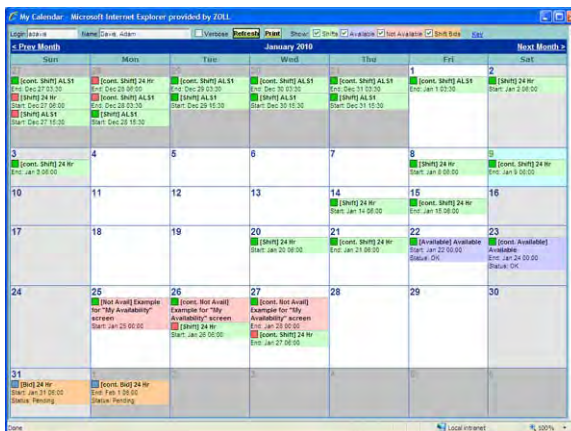 My Calendar - Microsoft Internet Explorer provided by ZOLL
Login Name Davis, Adam Verbose Refresh Print Show: Shifts Available Not Available Shift Bids Key
< Prev Month January 2010 Next Month >
Sun Mon Tue Wed Thu Fri Sat
27
[cont. Shift] ALS1
End: Dec 27 03:30
[Shift] 24 Hr
Start: Dec 27 06:00
[Shift] ALS1
Start: Dec 27 15:30
28
[cont. Shift] 24 Hr
End: Dec 28 06:00
[cont. Shift] ALS1
End: Dec 28 03:30
[Shift] ALS1
Start: Dec 28 15:30
29
[cont. Shift] ALS1
End: Dec 29 03:30
[Shift] ALS1
Start: Dec 29 15:30
30
[cont. Shift] ALS1
End: Dec 30 03:30
[Shift] ALS1
Start: Dec 30 15:30
31
[cont. Shift] ALS1
End: Dec 31 03:30
[Shift] ALS1
Start: Dec 31 15:30
1
[cont. Shift] ALS1
End: Jan 1 03:30
2
[Shift] 24 Hr
Start: Jan 2 06:00
3
[cont. Shift] 24 Hr
End: Jan 3 06:00
4
5
6
7
8
[Shift] 24 Hr
Start: Jan 8 06:00
9
[cont. Shift] 24 Hr
End: Jan 9 06:00
10
11
12
13
14
[Shift] 24 Hr
Start: Jan 14 06:00
15
[cont. Shift] 24 Hr
End: Jan 15 06:00
16
17
18
19
20
[Shift] 24 Hr
Start: Jan 20 06:00
21
[cont. Shift] 24 Hr
End: Jan 21 06:00
22
[Available] Available
Start: Jan 22 00:00
Status: OK
23
[cont. Available]
Available
End: Jan 24 00:00
Status: OK
24
25
[Not Avail] Example
for "My Availability"
screen
Start: Jan 25 00:00
26
[cont. Not Avail]
Example for "My
Availability" screen
[Shift] 24 Hr
Start: Jan 26 06:00
27
[cont. Not Avail]
Example for "My
Availability" screen
End: Jan 28 00:00
[cont. Shift] 24 Hr
End: Jan 27 06:00
28
29
30
31
[Bid] 24 Hr
Start: Jan 31 06:00
Status: Pending
1
[cont. Bid] 24 Hr
End: Feb 1 06:00
Status: Pending
2
3
4
5
6
Done Local intranet 100%